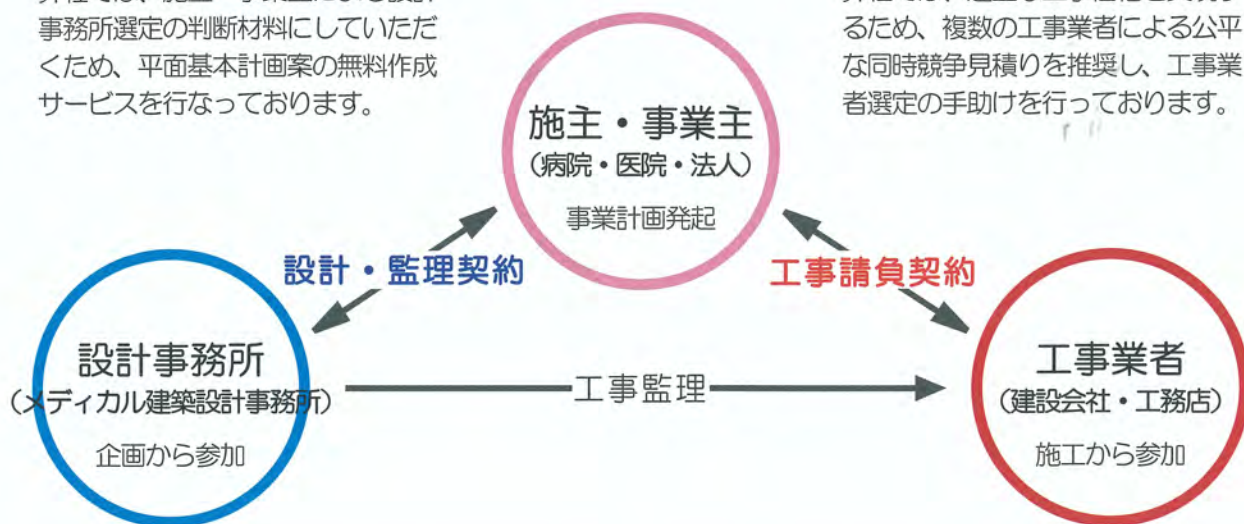 事務所選定の判断材料にしていただ
くため、平面基本計画案の無料作成
サービスを行なっております。
るため、複数の工事業者による公平
な同時競争見積りを推奨し、工事業
者選定の手助けを行っております。
施主・事業主
（病院・医院・法人）
事業計画発起
設計・監理契約
工事請負契約
設計事務所
（メディカル建築設計事務所）
企画から参加
工事監理
工事業者
（建設会社・工務店）
施工から参加